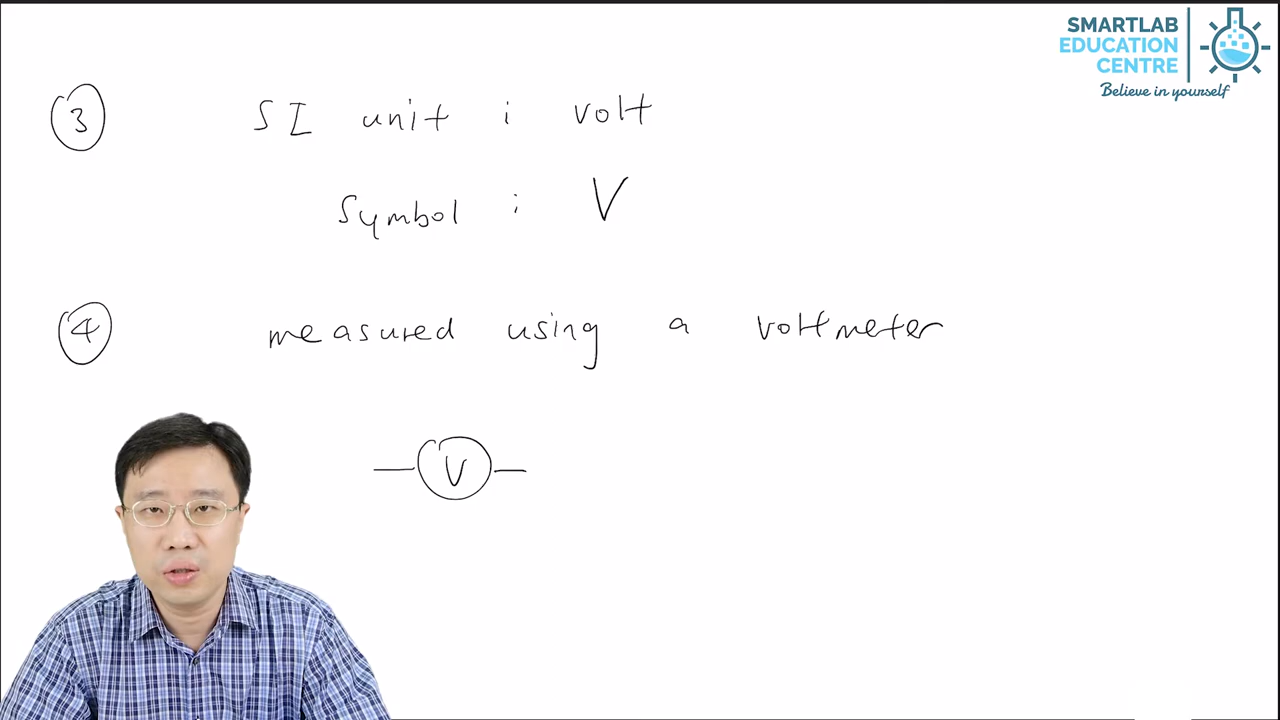 SMARTLAB
EDUCATION
CENTRE
Believe in yourself
3 SI unit : volt
symbol : V
4 measured using a voltmeter
V